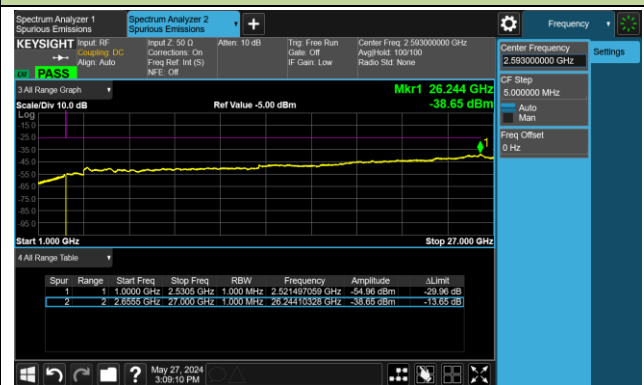 Spectrum Analyzer 1
Spurious Emissions
Spectrum Analyzer 2
Spurious Emissions
Frequency
KEYSIGHT
Input: RF
Coupling: DC
Align: Auto
Input Z: 50 Ω
Corrections: On
Freq Ref: Int (S)
NFE: Off
Atten: 10 dB
Trig: Free Run
Gate: Off
IF Gain: Low
Center Freq: 2.593000000 GHz
Avg|Hold: 100/100
Radio Std: None
PASS
Center Frequency
2.593000000 GHz
Settings
CF Step
5.000000 MHz
Auto
Man
Freq Offset
0 Hz
3 All Range Graph
Mkr1 26.244 GHz
Scale/Div 10.0 dB
Ref Value -5.00 dBm
-38.65 dBm
Log
-15.0
-25.0
-35.0
-45.0
-55.0
-65.0
-75.0
-85.0
-95.0
1
Start 1.000 GHz
Stop 27.000 GHz
4 All Range Table
Spur Range Start Freq Stop Freq RBW Frequency Amplitude ΔLimit
1 1 1.0000 GHz 2.5305 GHz 1.000 MHz 2.521497059 GHz -54.96 dBm -29.96 dB
2 2 2.6555 GHz 27.000 GHz 1.000 MHz 26.24410328 GHz -38.65 dBm -13.65 dB
May 27, 2024
3:09:10 PM